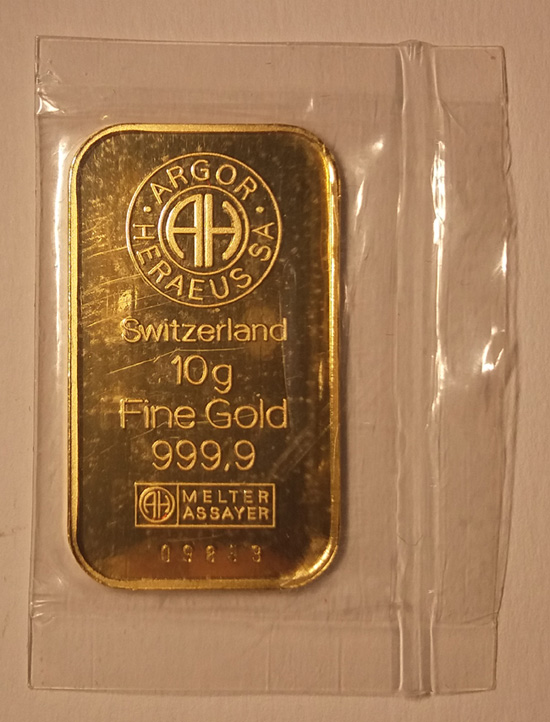 ARGOR
HERAEUS SA
AH
Switzerland
10g
Fine Gold
999,9
AH MELTER
ASSAYER